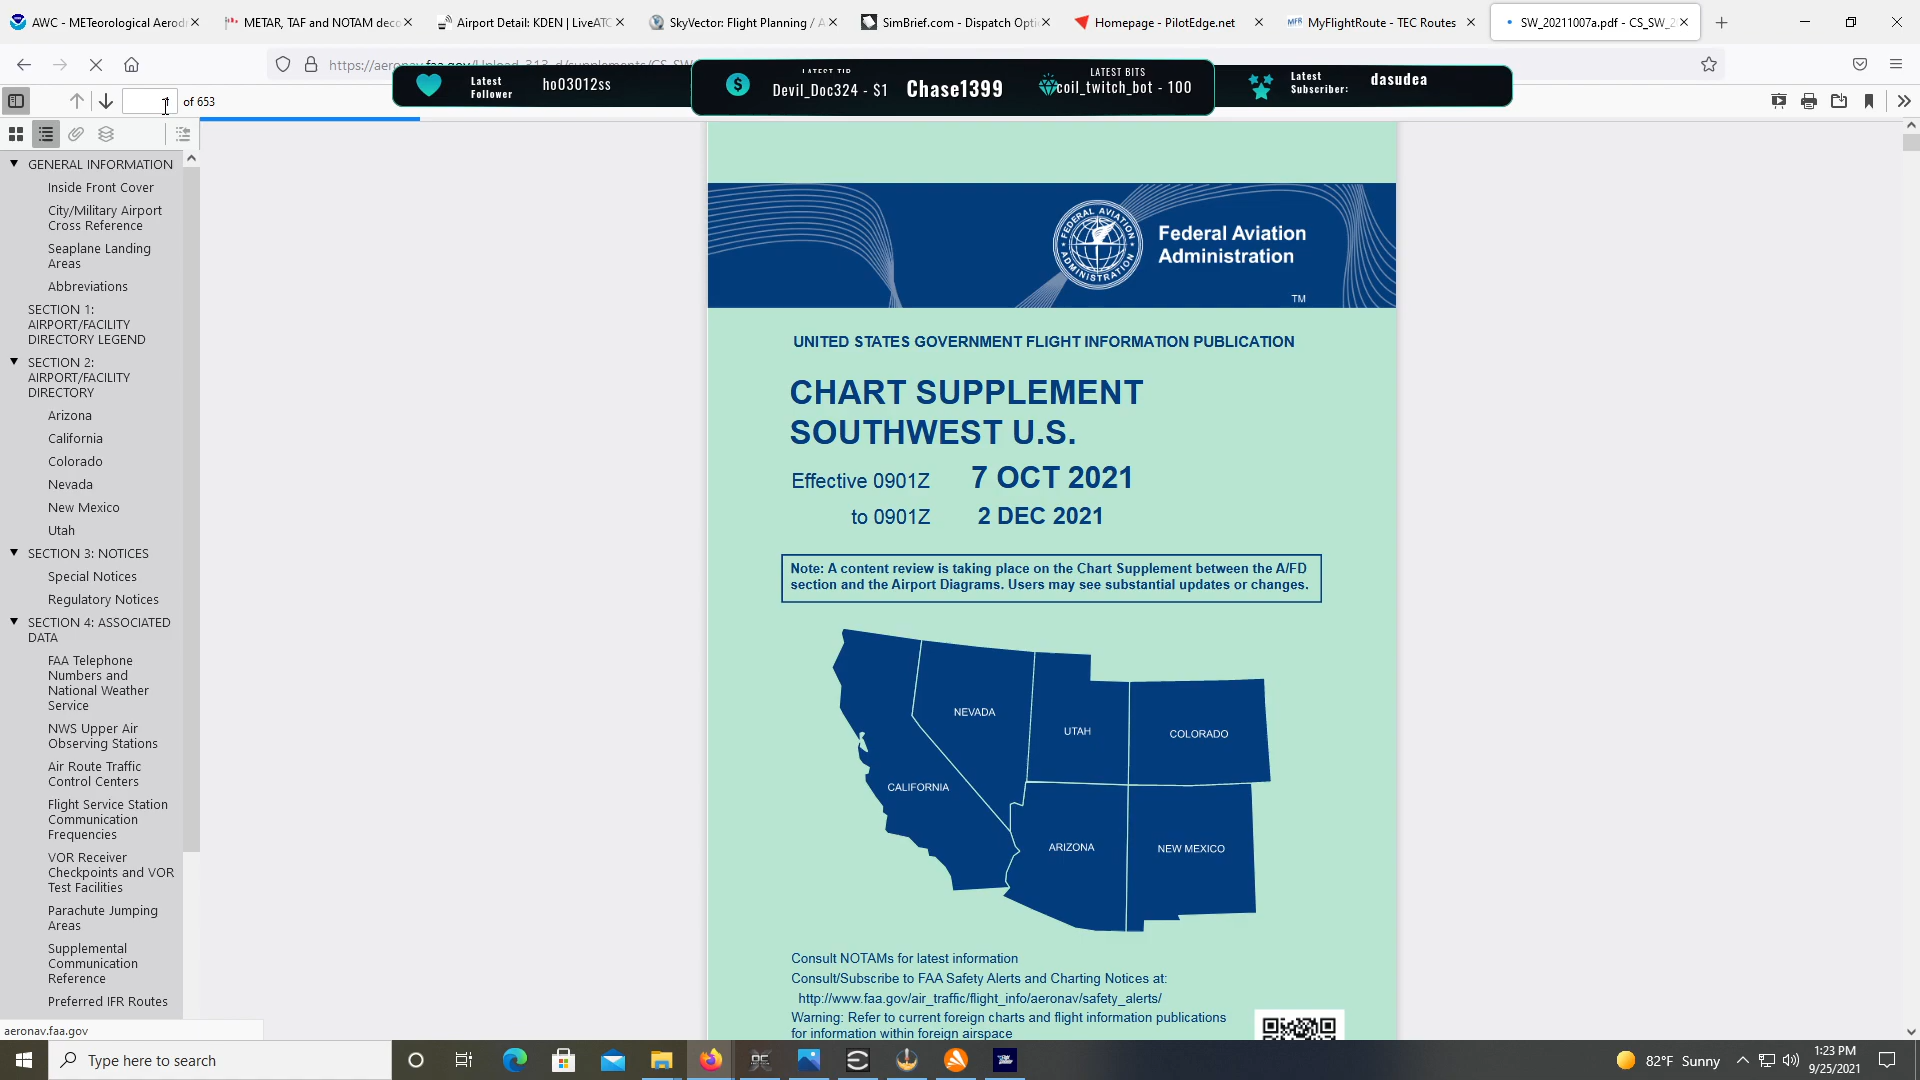 AWC - METeorological Aerodr
METAR, TAF and NOTAM deco
Airport Detail: KDEN | LiveATC
SkyVector: Flight Planning / A
SimBrief.com - Dispatch Opti
Homepage - PilotEdge.net
MyFlightRoute - TEC Routes
SW_20211007a.pdf - CS_SW_2
https://aeronav.faa.gov/Upload_313-d/supplements/CS_SW
Latest
Follower
ho03012ss
LATEST TIP
Devil_Doc324 - $1
Chase1399
LATEST BITS
coil_twitch_bot - 100
Latest
Subscriber:
dasudea
of 653
GENERAL INFORMATION
Inside Front Cover
City/Military Airport
Cross Reference
Seaplane Landing
Areas
Abbreviations
SECTION 1:
AIRPORT/FACILITY
DIRECTORY LEGEND
SECTION 2:
AIRPORT/FACILITY
DIRECTORY
Arizona
California
Colorado
Nevada
New Mexico
Utah
SECTION 3: NOTICES
Special Notices
Regulatory Notices
SECTION 4: ASSOCIATED
DATA
FAA Telephone
Numbers and
National Weather
Service
NWS Upper Air
Observing Stations
Air Route Traffic
Control Centers
Flight Service Station
Communication
Frequencies
VOR Receiver
Checkpoints and VOR
Test Facilities
Parachute Jumping
Areas
Supplemental
Communication
Reference
Preferred IFR Routes
aeronav.faa.gov
FEDERAL AVIATION
ADMINISTRATION
Federal Aviation
Administration
TM
UNITED STATES GOVERNMENT FLIGHT INFORMATION PUBLICATION
CHART SUPPLEMENT
SOUTHWEST U.S.
Effective 0901Z 7 OCT 2021
to 0901Z 2 DEC 2021
Note: A content review is taking place on the Chart Supplement between the A/FD
section and the Airport Diagrams. Users may see substantial updates or changes.
NEVADA
UTAH
COLORADO
CALIFORNIA
ARIZONA
NEW MEXICO
Consult NOTAMs for latest information
Consult/Subscribe to FAA Safety Alerts and Charting Notices at:
http://www.faa.gov/air_traffic/flight_info/aeronav/safety_alerts/
Warning: Refer to current foreign charts and flight information publications
for information within foreign airspace
Type here to search
82°F Sunny
1:23 PM
9/25/2021